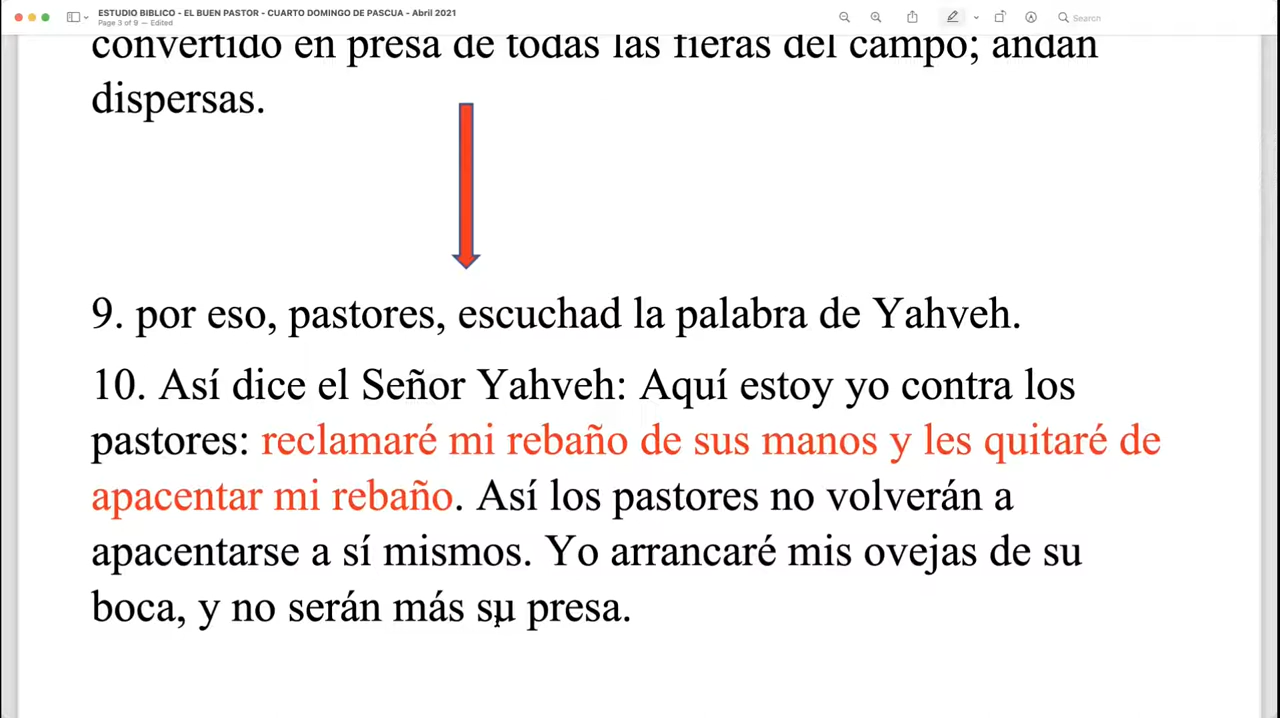 ESTUDIO BIBLICO - EL BUEN PASTOR - CUARTO DOMINGO DE PASCUA - Abril 2021
Page 3 of 9 — Edited
Search
convertido en presa de todas las fieras del campo; andan
dispersas.
9. por eso, pastores, escuchad la palabra de Yahveh.
10. Así dice el Señor Yahveh: Aquí estoy yo contra los
pastores: reclamaré mi rebaño de sus manos y les quitaré de
apacentar mi rebaño. Así los pastores no volverán a
apacentarse a sí mismos. Yo arrancaré mis ovejas de su
boca, y no serán más su presa.